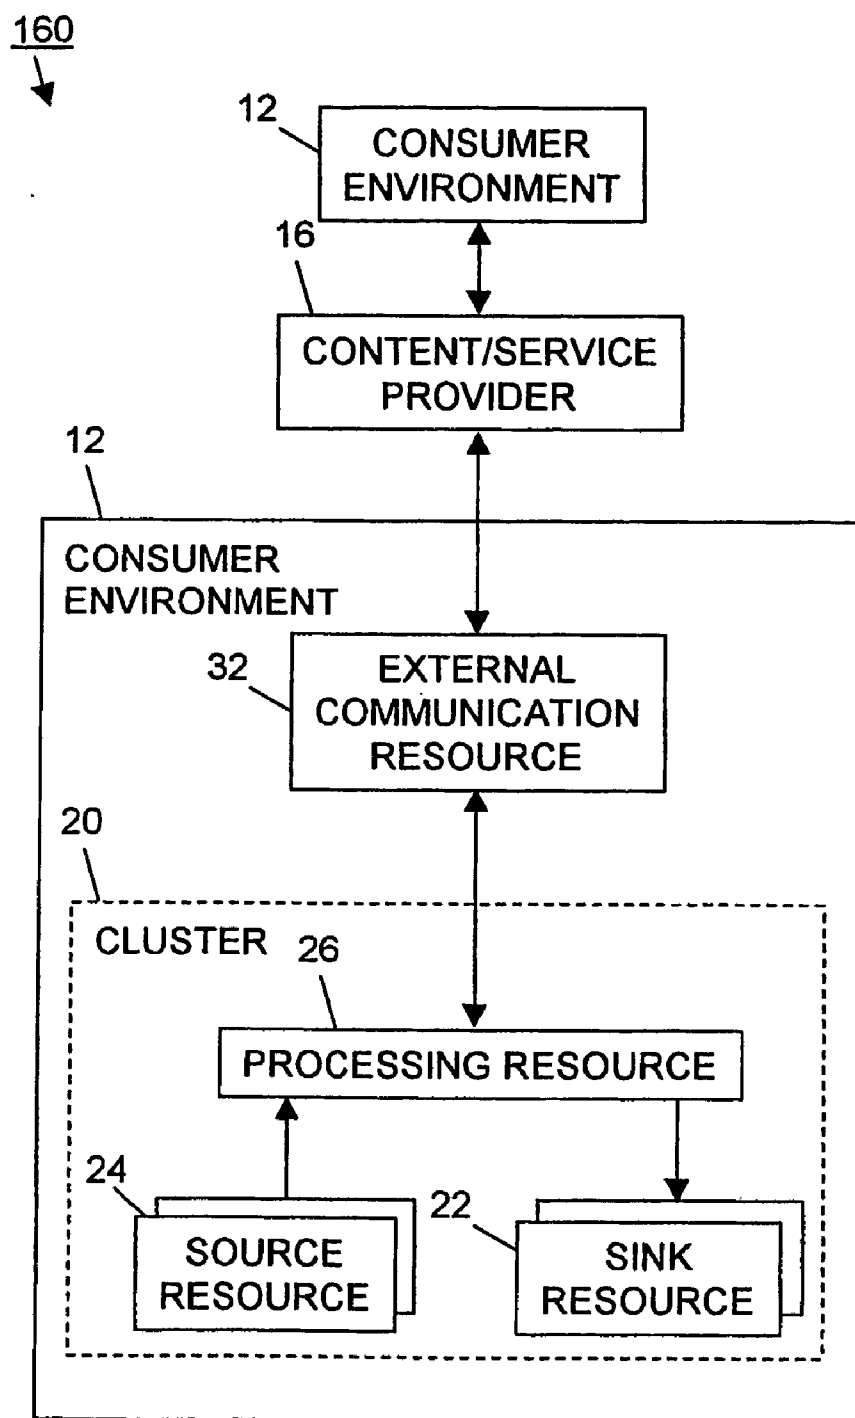 160
12
CONSUMER
ENVIRONMENT
16
CONTENT/SERVICE
PROVIDER
12
CONSUMER
ENVIRONMENT
32
EXTERNAL
COMMUNICATION
RESOURCE
20
CLUSTER
26
PROCESSING RESOURCE
24
SOURCE
RESOURCE
22
SINK
RESOURCE